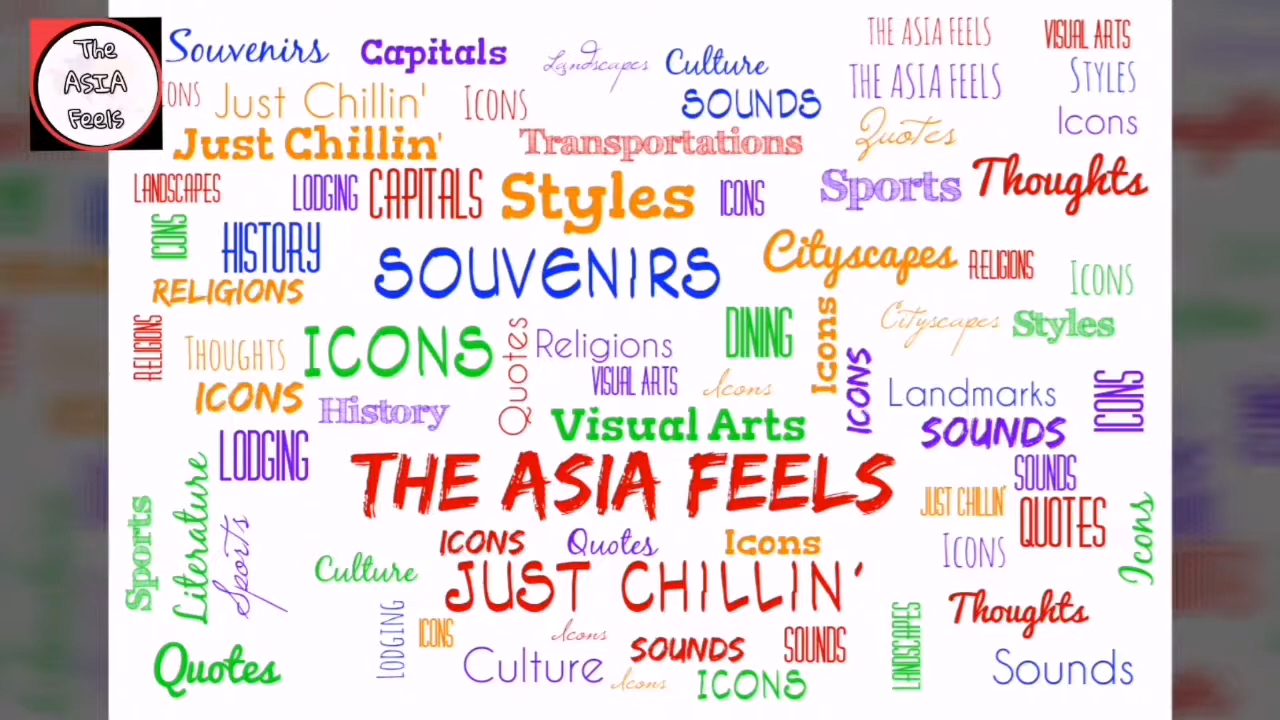 The
ASIA
Feels
Souvenirs
Capitals
Landscapes
Culture
THE ASIA FEELS
VISUAL ARTS
THE ASIA FEELS
STYLES
ONS
Just Chillin'
ICONS
SOUNDS
Quotes
Icons
Just Chillin'
Transportations
LANDSCAPES
LODGING
CAPITALS
Styles
ICONS
Sports
Thoughts
ICONS
HISTORY
SOUVENIRS
Cityscapes
RELIGIONS
ICONS
RELIGIONS
RELIGIONS
THOUGHTS
ICONS
Quotes
Religions
DINING
Icons
Cityscapes
Styles
VISUAL ARTS
Icons
ICONS
Landmarks
ICONS
ICONS
History
Visual Arts
SOUNDS
LODGING
THE ASIA FEELS
SOUNDS
Sports
Literature
Sports
JUST CHILLIN'
QUOTES
Icons
ICONS
Quotes
Icons
ICONS
Culture
JUST CHILLIN'
LODGING
ICONS
Icons
SOUNDS
SOUNDS
LANDSCAPES
Thoughts
Quotes
Culture
Icons
ICONS
Sounds